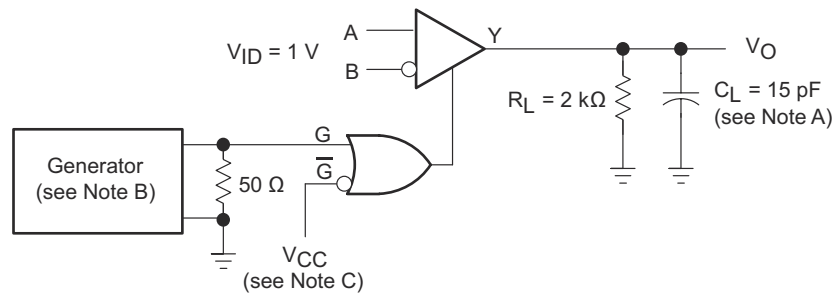 A
Y
V_ID = 1 V
B
V_O
R_L = 2 kΩ
C_L = 15 pF
(see Note A)
Generator
(see Note B)
50 Ω
G
G̅
V_CC
(see Note C)